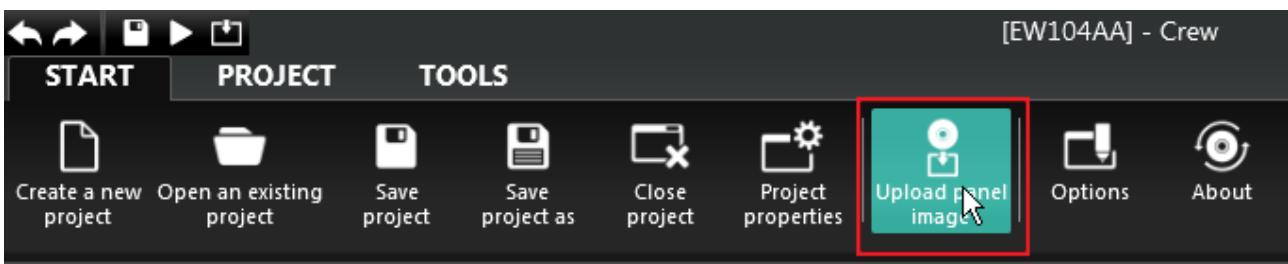 [EW104AA] - Crew
START PROJECT TOOLS
Create a new project
Open an existing project
Save project
Save project as
Close project
Project properties
Upload panel image
Options
About